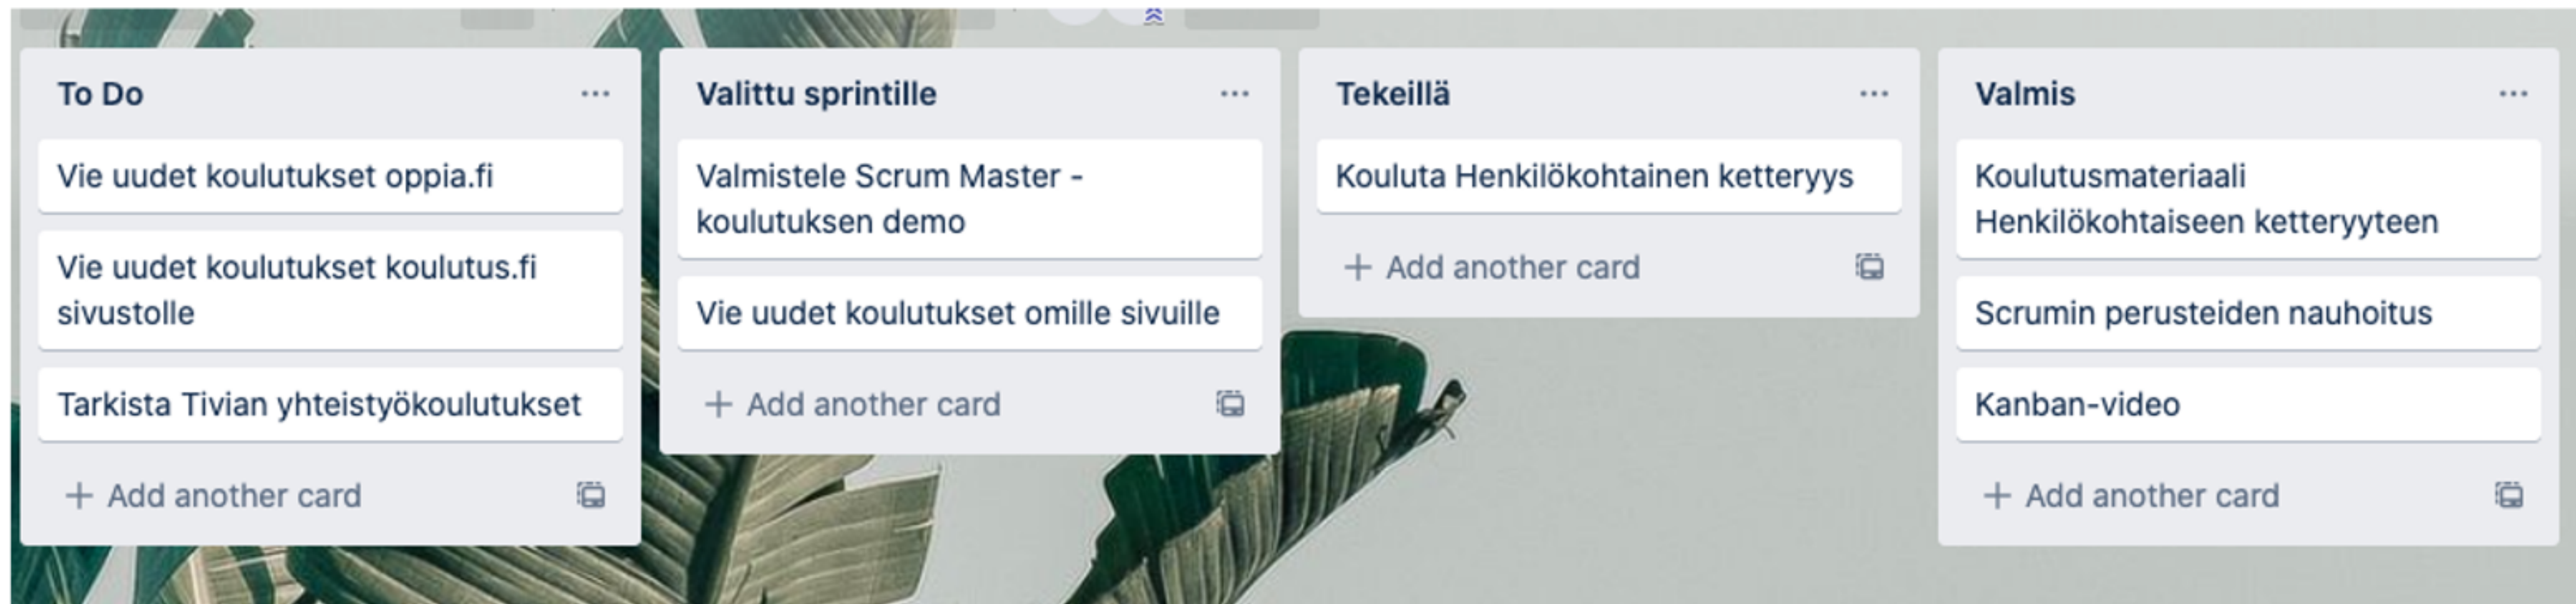 To Do
Vie uudet koulutukset oppia.fi
Vie uudet koulutukset koulutus.fi
sivustolle
Tarkista Tivian yhteistyökoulutukset
+ Add another card
Valittu sprintille
Valmistele Scrum Master -
koulutuksen demo
Vie uudet koulutukset omille sivuille
+ Add another card
Tekeillä
Kouluta Henkilökohtainen ketteryys
+ Add another card
Valmis
Koulutusmateriaali
Henkilökohtaiseen ketteryyteen
Scrumin perusteiden nauhoitus
Kanban-video
+ Add another card